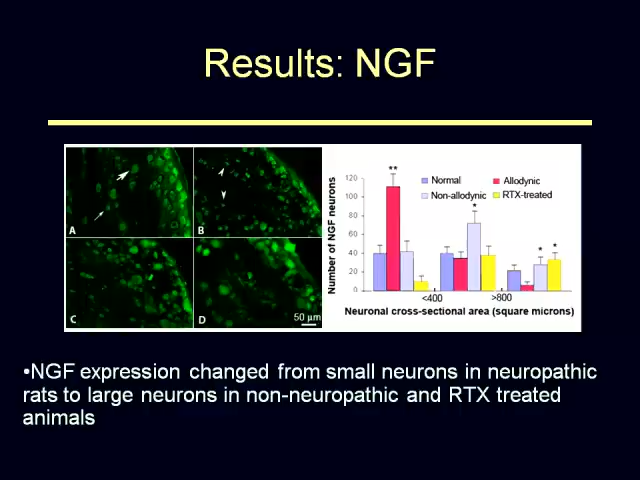 Results: NGF
A
B
C
D
50 µm
Number of NGF neurons
120
100
80
60
40
20
0
**
*
*
*
Normal
Allodynic
Non-allodynic
RTX-treated
<400
>800
Neuronal cross-sectional area (square microns)
•NGF expression changed from small neurons in neuropathic
rats to large neurons in non-neuropathic and RTX treated
animals